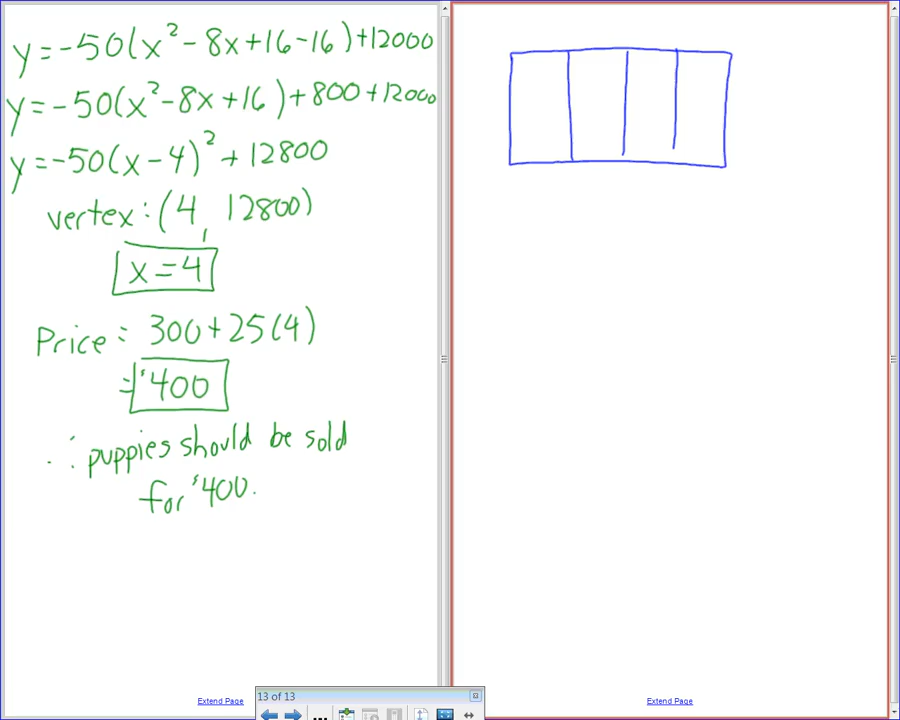 y=-50(x²-8x+16-16)+12000
y=-50(x²-8x+16)+800+12000
y=-50(x-4)²+12800
vertex:(4, 12800)
x=4
Price= 300+25(4)
=$400
∴ puppies should be sold
for $400.
Extend Page
Extend Page
13 of 13
...